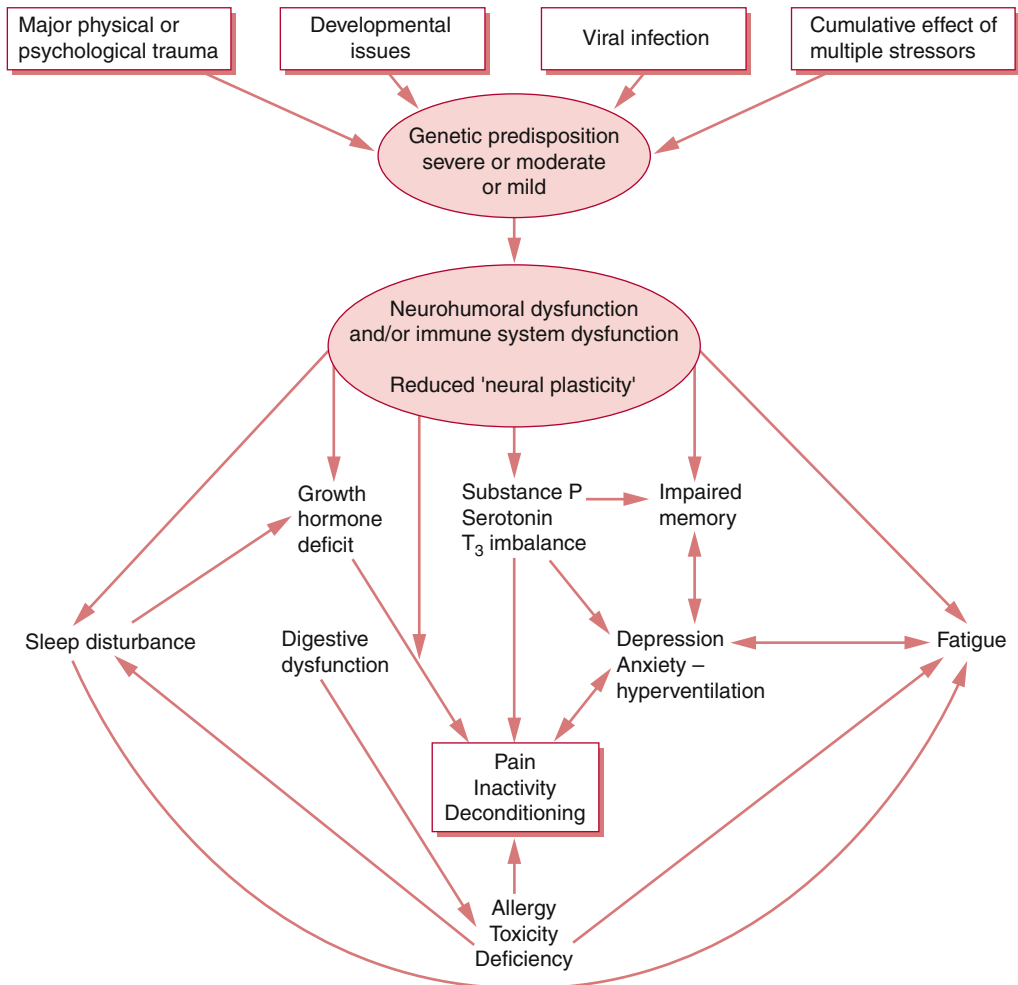 Major physical or
psychological trauma
Developmental
issues
Viral infection
Cumulative effect of
multiple stressors
Genetic predisposition
severe or moderate
or mild
Neurohumoral dysfunction
and/or immune system dysfunction
Reduced 'neural plasticity'
Growth
hormone
deficit
Substance P
Serotonin
T₃ imbalance
Impaired
memory
Sleep disturbance
Digestive
dysfunction
Depression
Anxiety –
hyperventilation
Fatigue
Pain
Inactivity
Deconditioning
Allergy
Toxicity
Deficiency